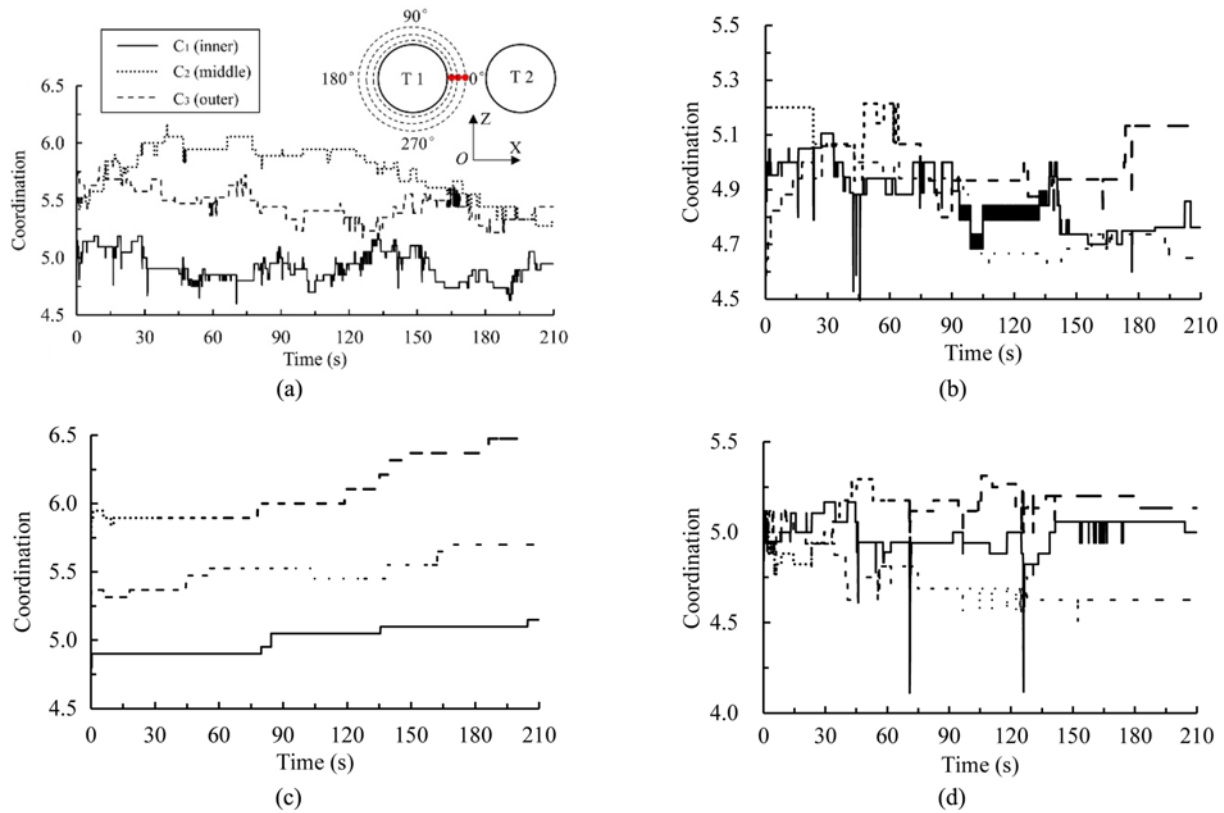 (a)
C1 (inner)
C2 (middle)
C3 (outer)
90°
180°
T 1
0°
T 2
270°
Z
O
X
Coordination
6.5
6.0
5.5
5.0
4.5
0 30 60 90 120 150 180 210
Time (s)
(a)
Coordination
5.5
5.3
5.1
4.9
4.7
4.5
0 30 60 90 120 150 180 210
Time (s)
(b)
Coordination
6.5
6.0
5.5
5.0
4.5
0 30 60 90 120 150 180 210
Time (s)
(c)
Coordination
5.5
5.0
4.5
4.0
0 30 60 90 120 150 180 210
Time (s)
(d)